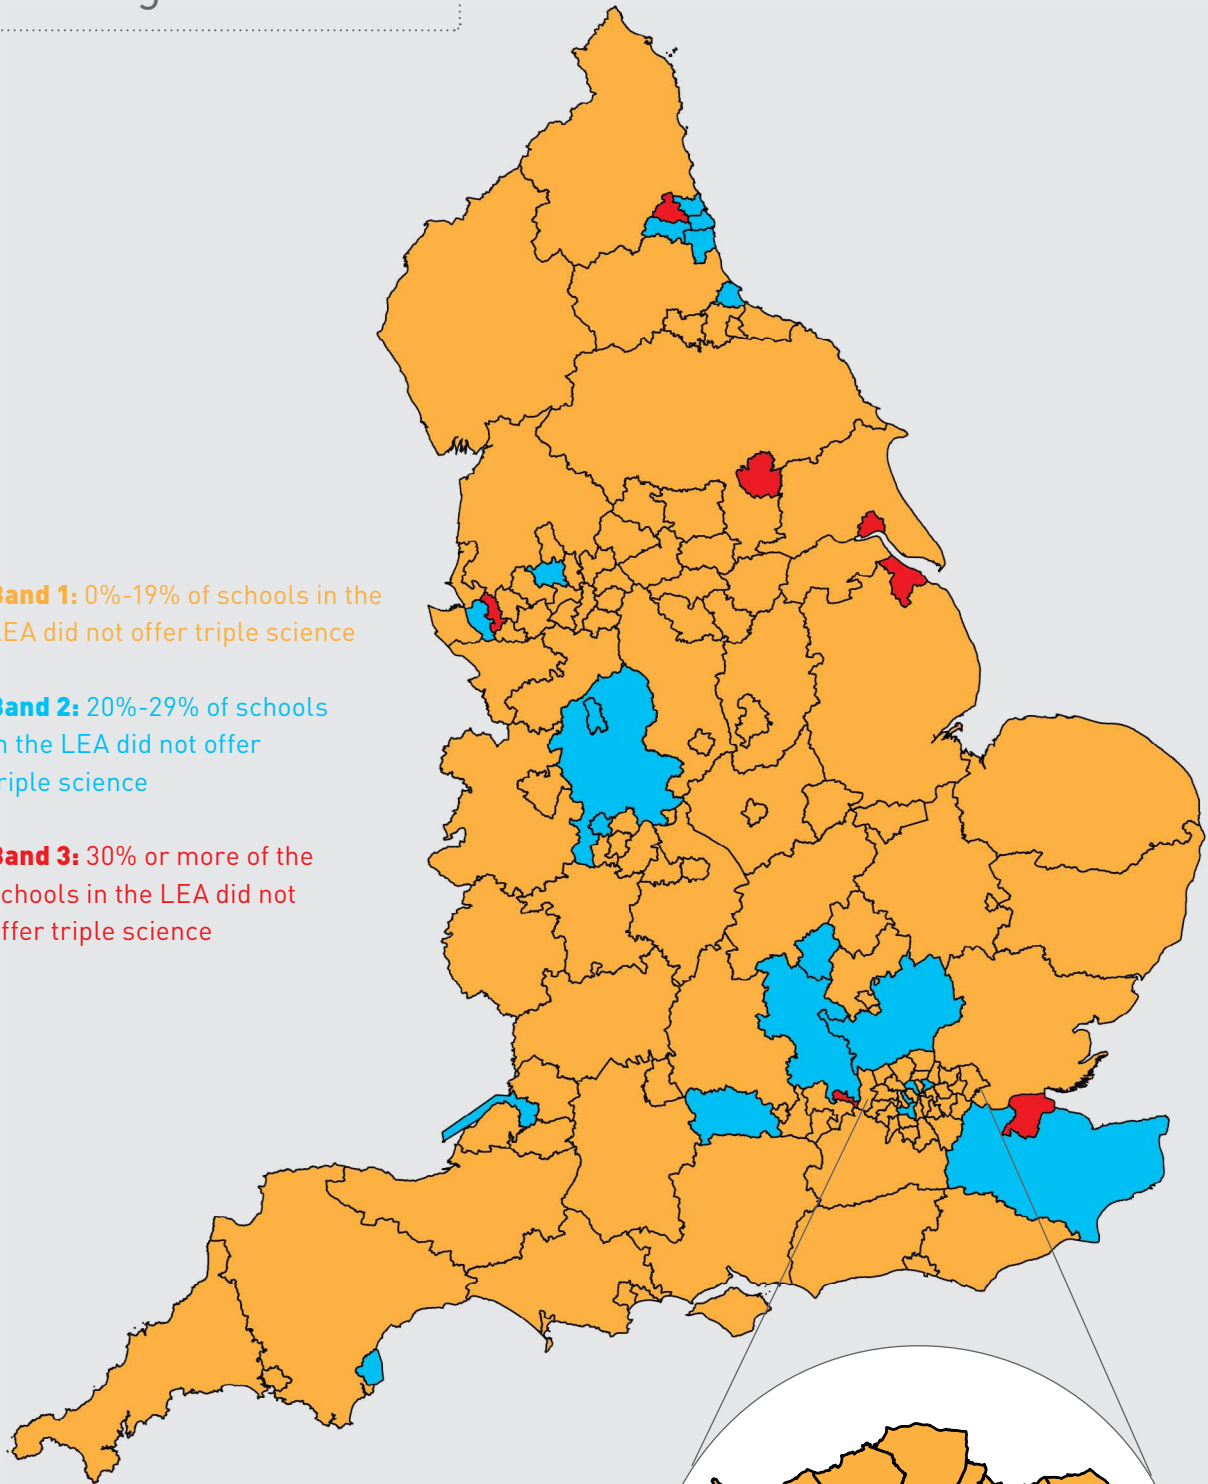 Band 1: 0%-19% of schools in the
LEA did not offer triple science
Band 2: 20%-29% of schools
in the LEA did not offer
triple science
Band 3: 30% or more of the
schools in the LEA did not
offer triple science